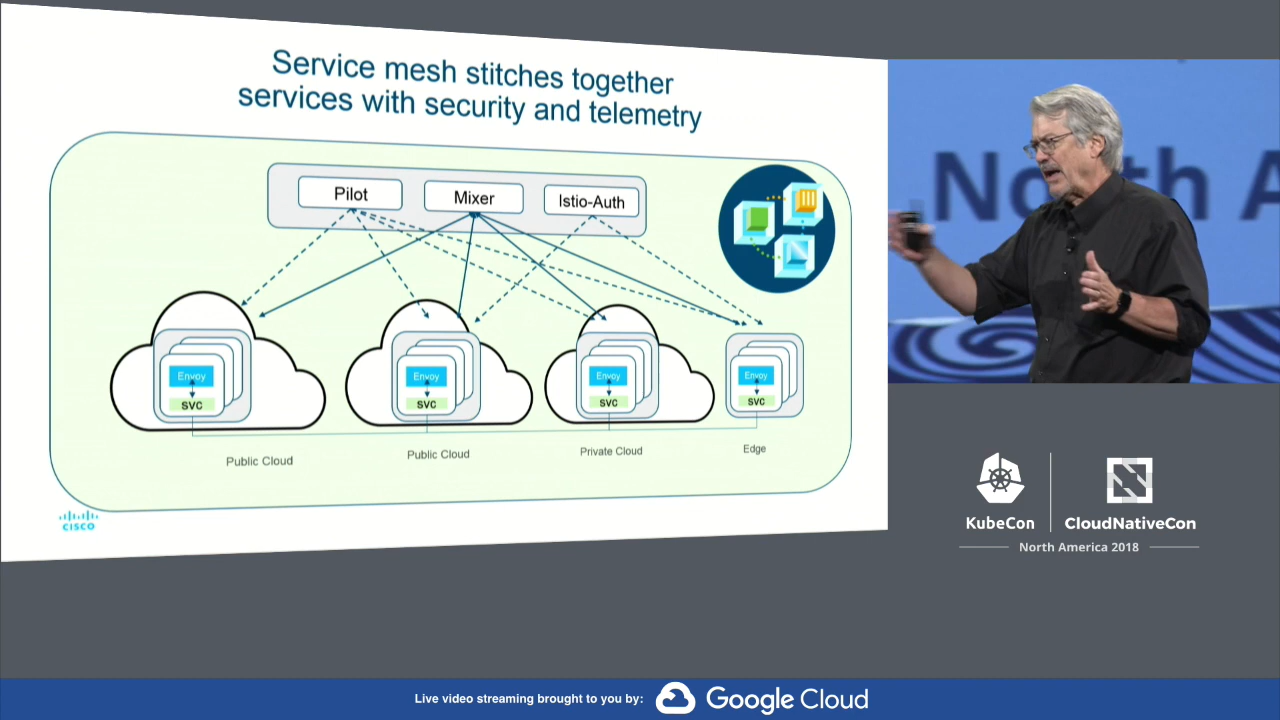 Service mesh stitches together
services with security and telemetry
Pilot
Mixer
Istio-Auth
Envoy
svc
Envoy
svc
Envoy
svc
Envoy
svc
Public Cloud
Public Cloud
Private Cloud
Edge
CISCO
North A
KubeCon
CloudNativeCon
North America 2018
Live video streaming brought to you by:
Google Cloud